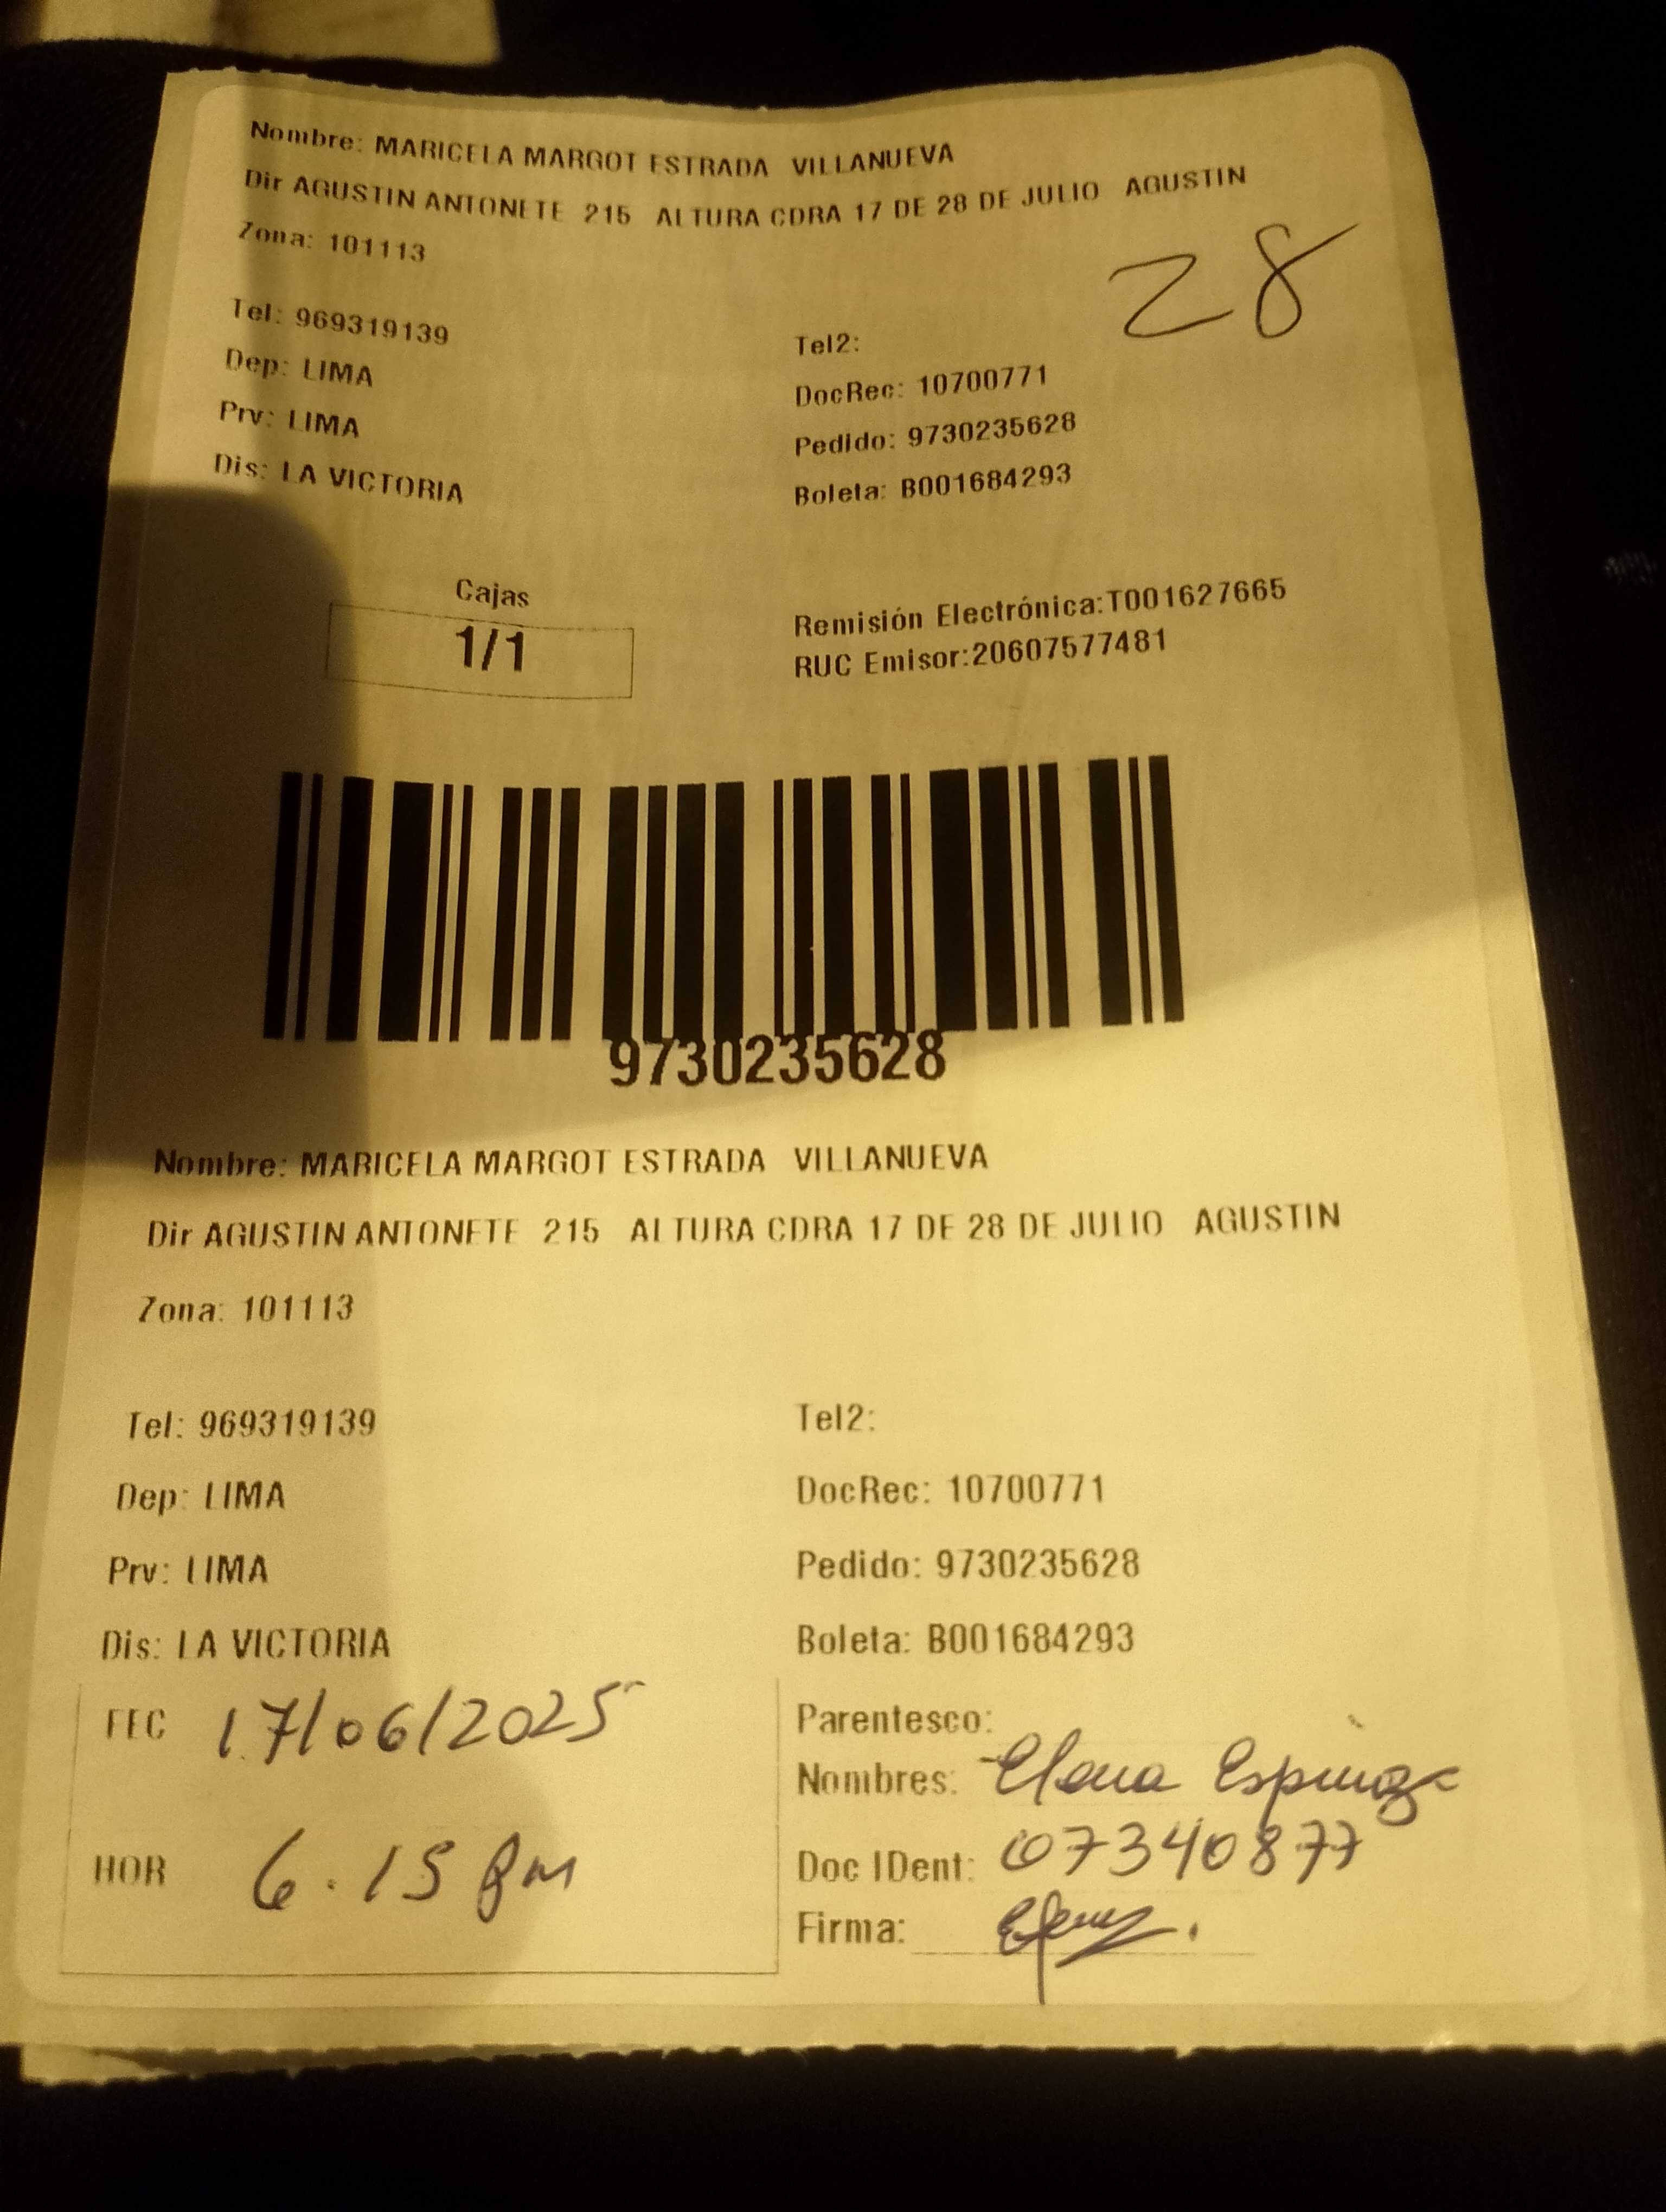 Nombre: MARICELA MARGOT ESTRADA VILLANUEVA
Dir AGUSTIN ANTONETE 215 ALTURA CDRA 17 DE 28 DE JULIO AGUSTIN
Zona: 101113
28
Tel: 969319139 Tel2:
Dep: LIMA DocRec: 10700771
Prv: LIMA Pedido: 9730235628
Dis: LA VICTORIA Boleta: B001684293
Cajas
1/1
Remisión Electrónica:T001627665
RUC Emisor:20607577481
9730235628
Nombre: MARICELA MARGOT ESTRADA VILLANUEVA
Dir AGUSTIN ANTONETE 215 ALTURA CDRA 17 DE 28 DE JULIO AGUSTIN
Zona: 101113
Tel: 969319139 Tel2:
Dep: LIMA DocRec: 10700771
Prv: LIMA Pedido: 9730235628
Dis: LA VICTORIA Boleta: B001684293
FEC 17/06/2025
HOR 6.15 pm
Parentesco:
Nombres: Elena Espinoza
Doc IDent: 07340877
Firma: